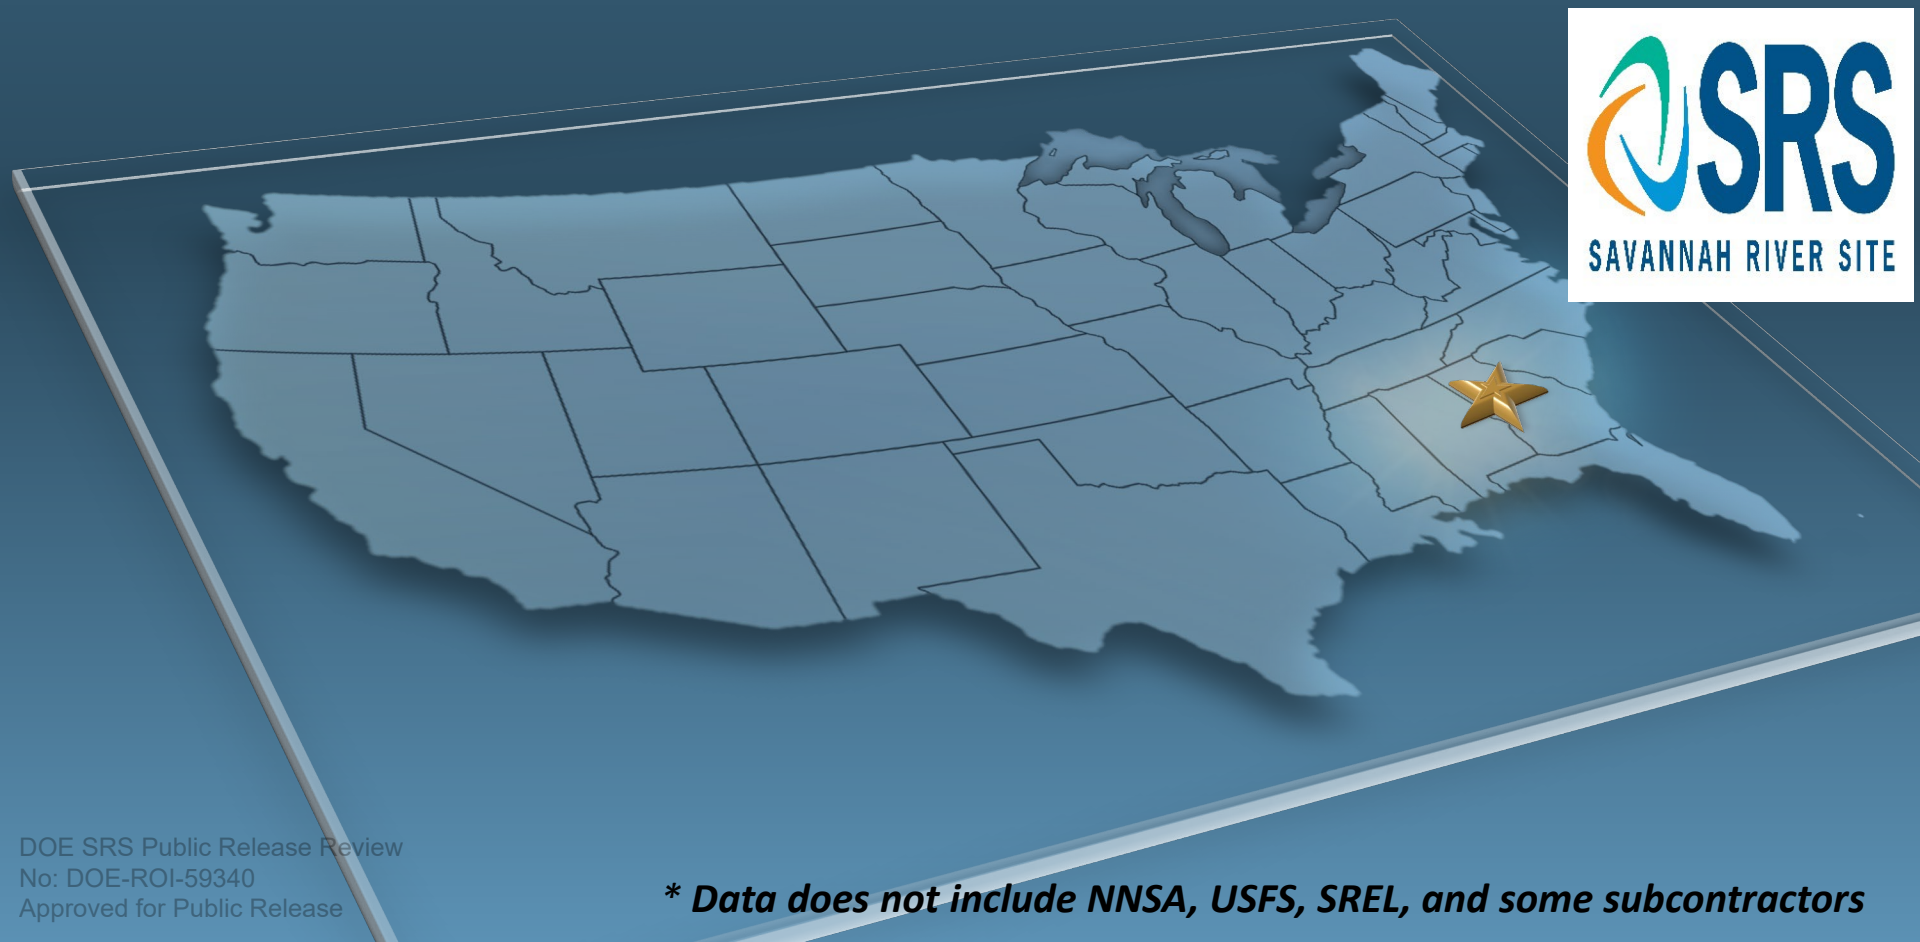 SRS
SAVANNAH RIVER SITE
DOE SRS Public Release Review
No: DOE-ROI-59340
Approved for Public Release
* Data does not include NNSA, USFS, SREL, and some subcontractors